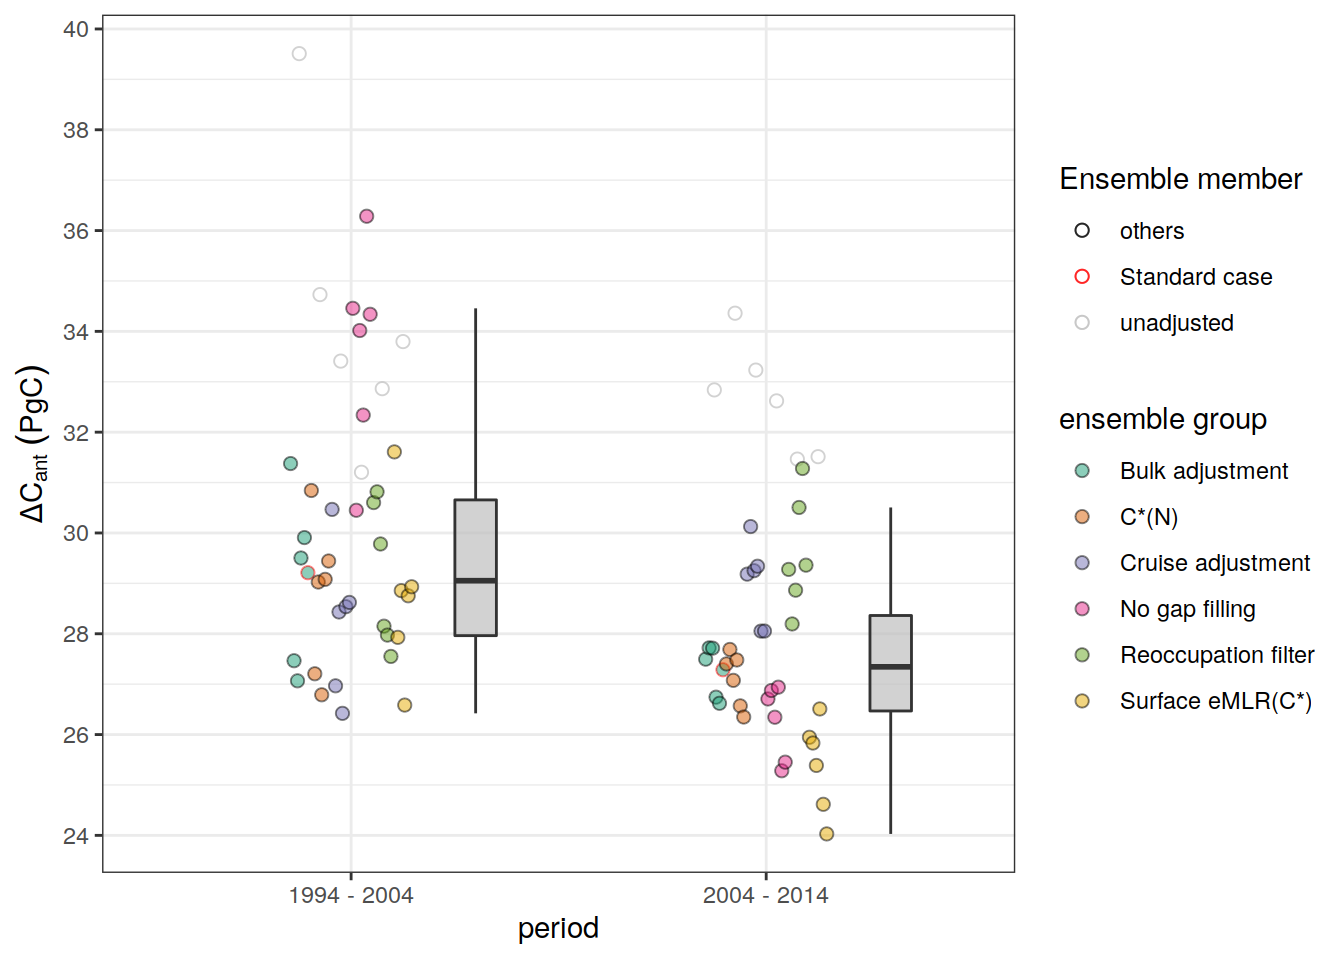 40
38
36
34
32
30
28
26
24
ΔCant (PgC)
1994 - 2004
2004 - 2014
period
Ensemble member
others
Standard case
unadjusted
ensemble group
Bulk adjustment
C*(N)
Cruise adjustment
No gap filling
Reoccupation filter
Surface eMLR(C*)